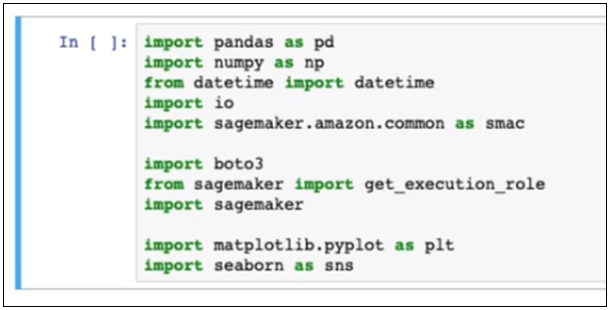 In [ ]: import pandas as pd
import numpy as np
from datetime import datetime
import io
import sagemaker.amazon.common as smac
import boto3
from sagemaker import get_execution_role
import sagemaker
import matplotlib.pyplot as plt
import seaborn as sns